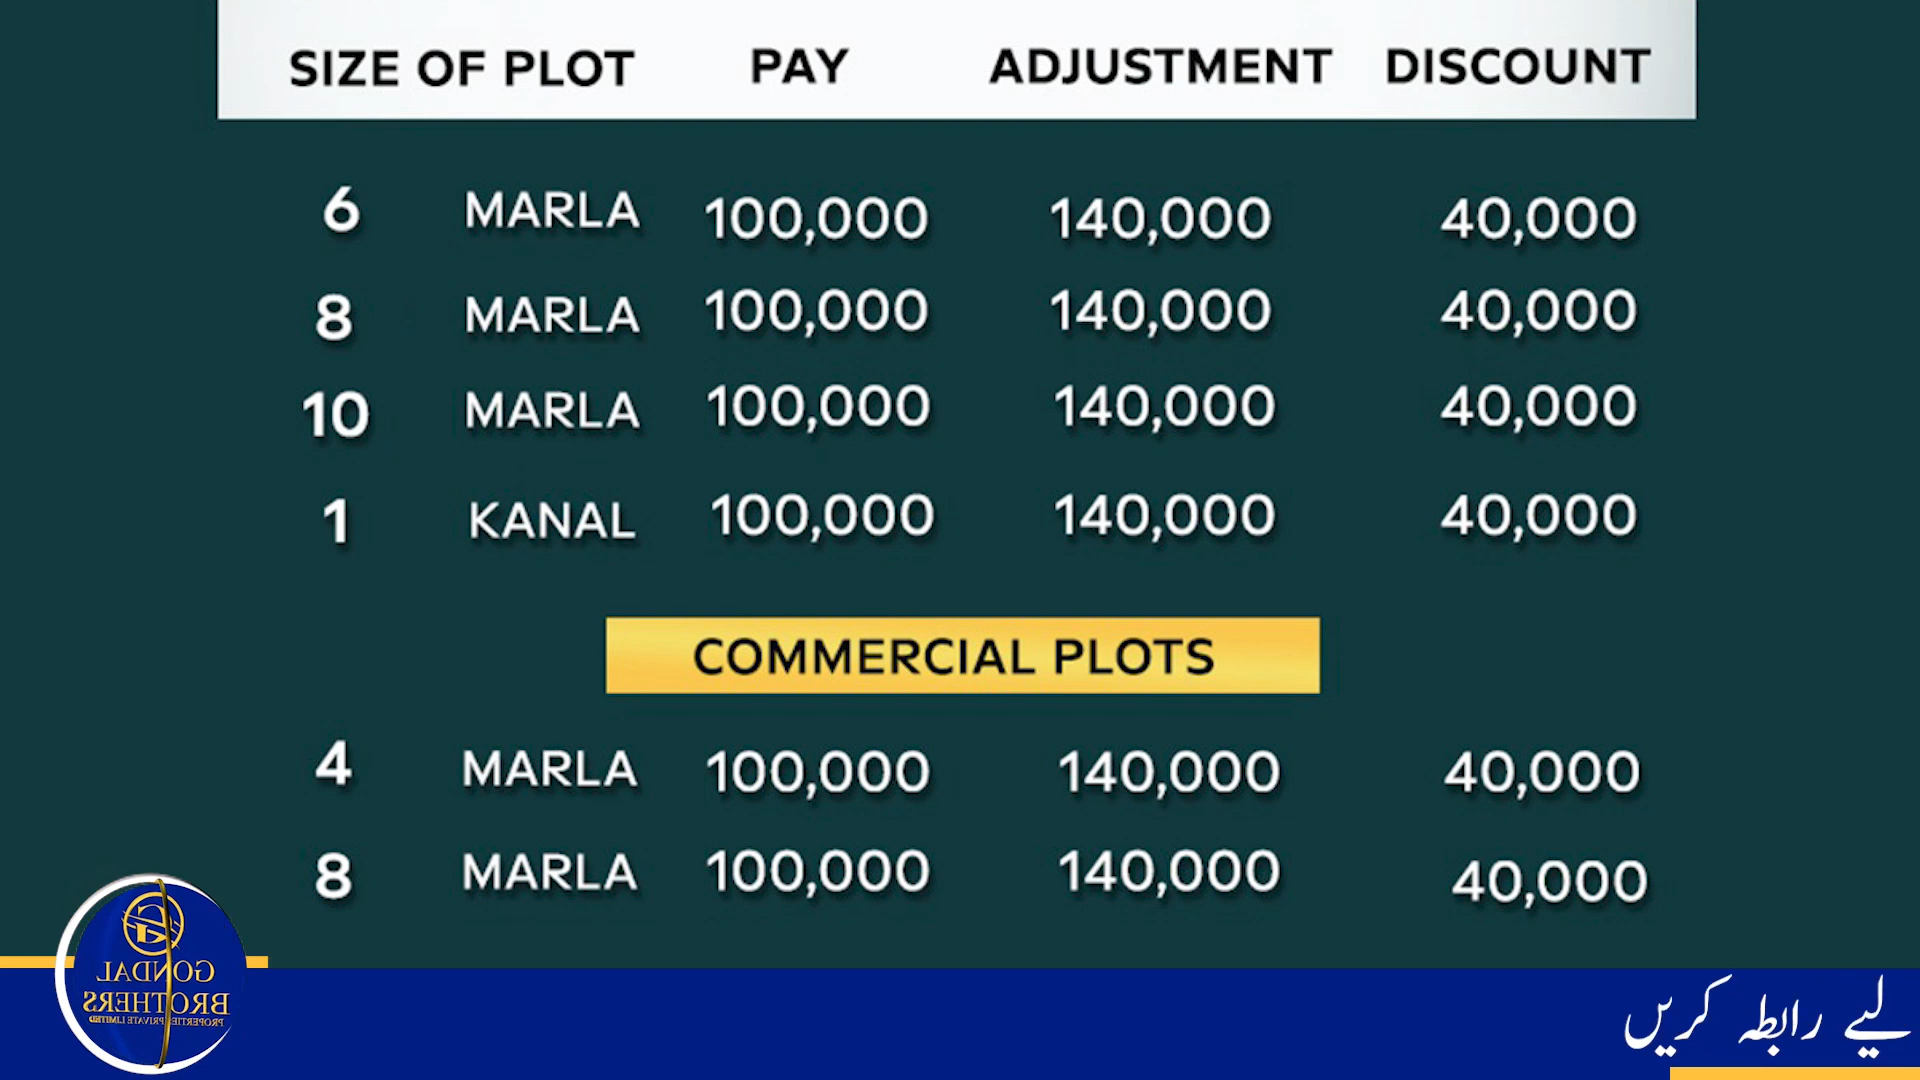 SIZE OF PLOT PAY ADJUSTMENT DISCOUNT
6 MARLA 100,000 140,000 40,000
8 MARLA 100,000 140,000 40,000
10 MARLA 100,000 140,000 40,000
1 KANAL 100,000 140,000 40,000
COMMERCIAL PLOTS
4 MARLA 100,000 140,000 40,000
8 MARLA 100,000 140,000 40,000
GONDAL
BROTHERS
PROPERTIES PRIVATE LIMITED
لیے رابطہ کریں